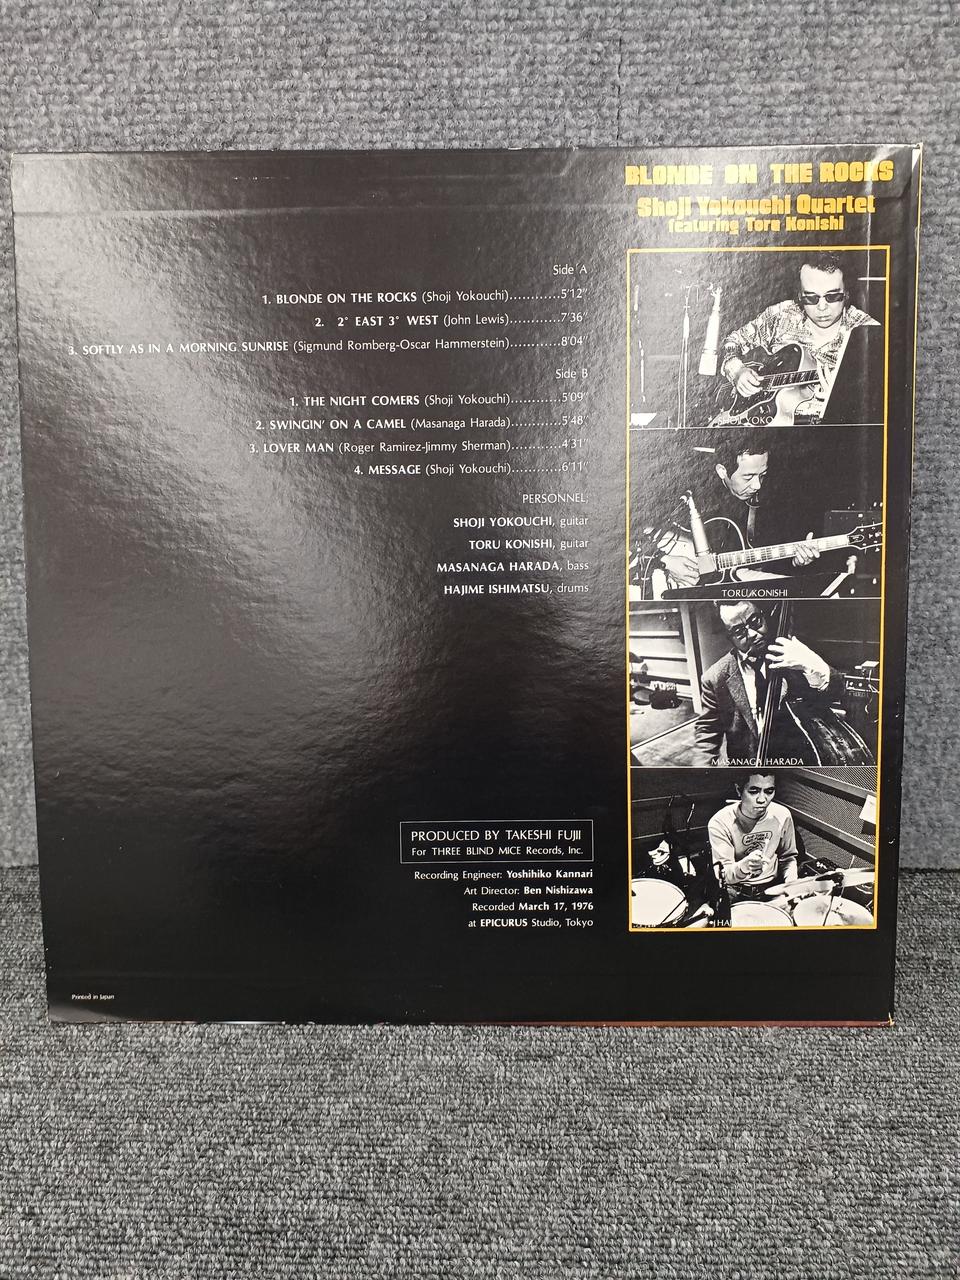 BLONDE ON THE ROCKS
Shoji Yokouchi Quartet
featuring Toru Konishi
Side A
1. BLONDE ON THE ROCKS (Shoji Yokouchi)............5'12"
2. 2° EAST 3° WEST (John Lewis)............7'36"
3. SOFTLY AS IN A MORNING SUNRISE (Sigmund Romberg-Oscar Hammerstein)............8'04"
Side B
1. THE NIGHT COMERS (Shoji Yokouchi)............5'09"
2. SWINGIN' ON A CAMEL (Masanaga Harada)............5'48"
3. LOVER MAN (Roger Ramirez-Jimmy Sherman)............4'31"
4. MESSAGE (Shoji Yokouchi)............6'11"
PERSONNEL;
SHOJI YOKOUCHI, guitar
TORU KONISHI, guitar
MASANAGA HARADA, bass
HAJIME ISHIMATSU, drums
TORU KONISHI
MASANAGA HARADA
PRODUCED BY TAKESHI FUJII
For THREE BLIND MICE Records, Inc.
Recording Engineer: Yoshihiko Kannari
Art Director: Ben Nishizawa
Recorded March 17, 1976
at EPICURUS Studio, Tokyo
Printed in Japan